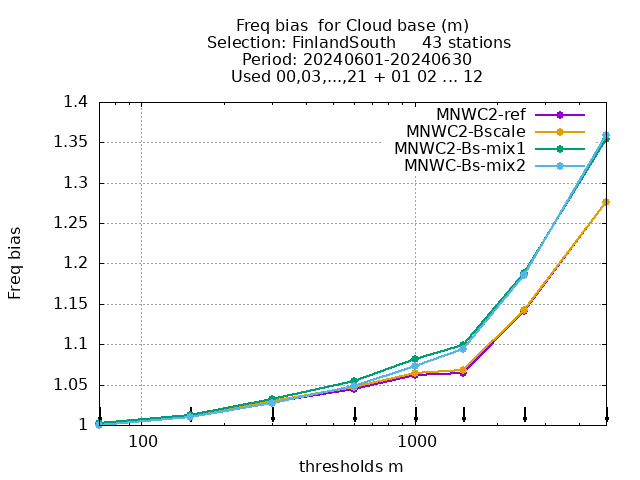 Freq bias  for Cloud base (m)
Selection: FinlandSouth     43 stations
Period: 20240601-20240630
Used 00,03,...,21 + 01 02 ... 12
MNWC2-ref
MNWC2-Bscale
MNWC2-Bs-mix1
MNWC-Bs-mix2
1.4
1.35
1.3
1.25
1.2
1.15
1.1
1.05
1
Freq bias
100
1000
thresholds m